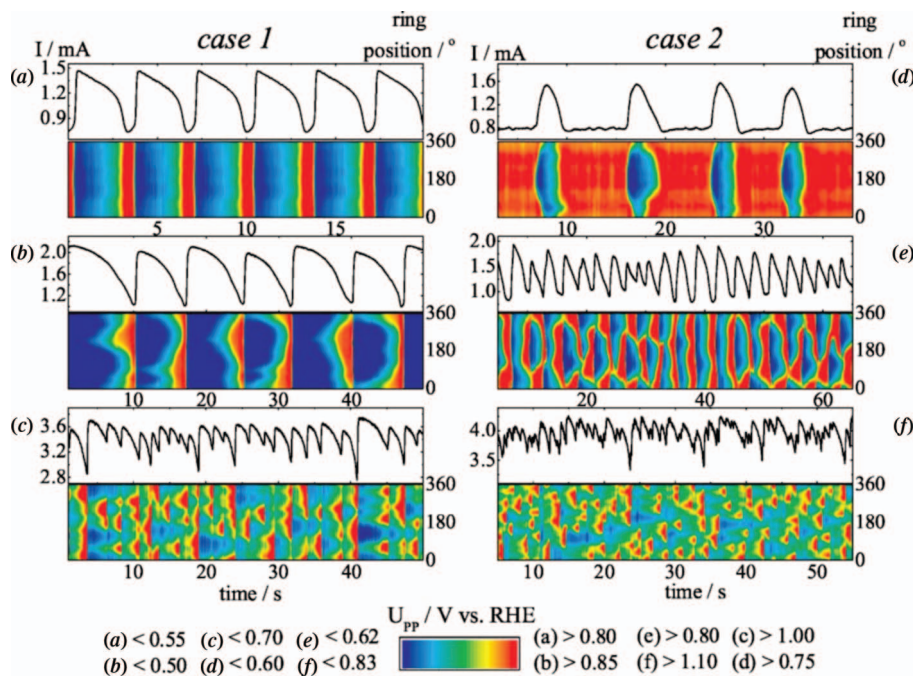 case 1
case 2
ring position / °
ring position / °
I / mA
I / mA
(a)
1.5
1.2
0.9
360
180
0
5 10 15
(d)
1.6
1.2
0.8
360
180
0
10 20 30
(b)
2.0
1.6
1.2
360
180
0
10 20 30 40
(e)
2.0
1.5
1.0
360
180
0
20 40 60
(c)
3.6
3.2
2.8
360
180
0
10 20 30 40
time / s
(f)
4.0
3.5
360
180
0
10 20 30 40 50
time / s
U_PP / V vs. RHE
(a) < 0.55 (c) < 0.70 (e) < 0.62
(b) < 0.50 (d) < 0.60 (f) < 0.83
(a) > 0.80 (e) > 0.80 (c) > 1.00
(b) > 0.85 (f) > 1.10 (d) > 0.75